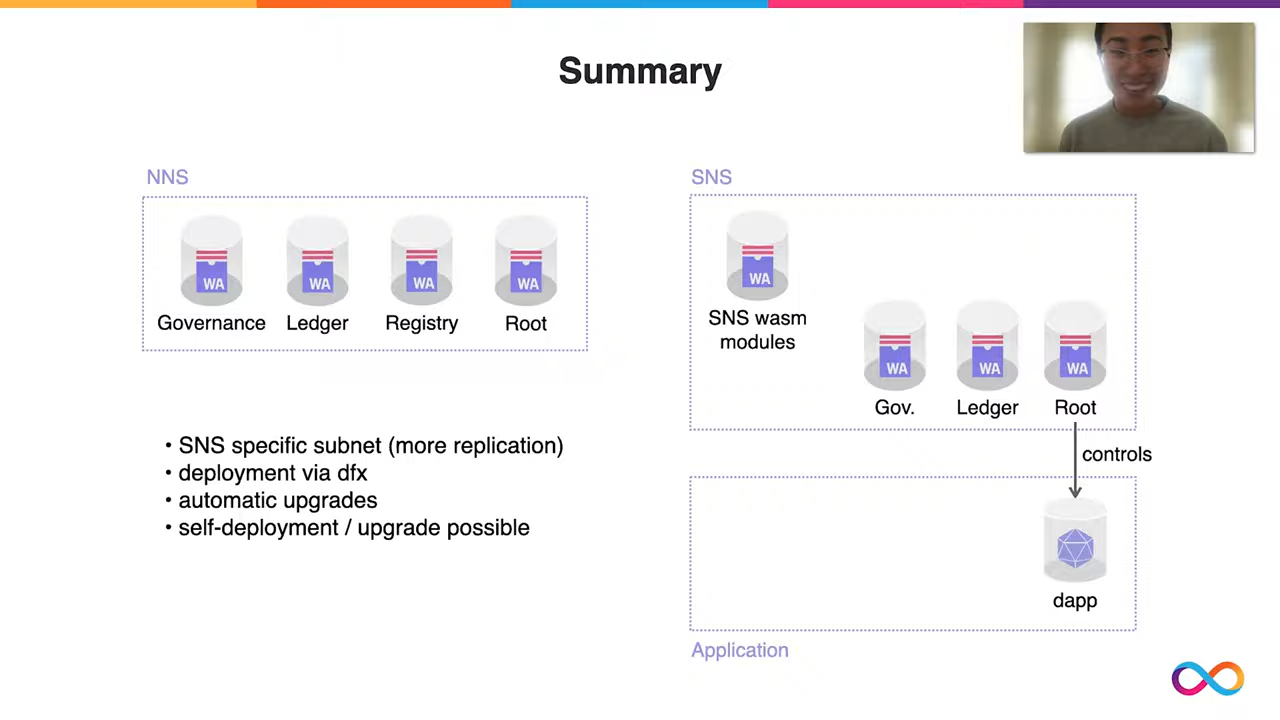 Summary
NNS
WA
WA
WA
WA
Governance
Ledger
Registry
Root
• SNS specific subnet (more replication)
• deployment via dfx
• automatic upgrades
• self-deployment / upgrade possible
SNS
WA
SNS wasm
modules
WA
WA
WA
Gov.
Ledger
Root
controls
dapp
Application